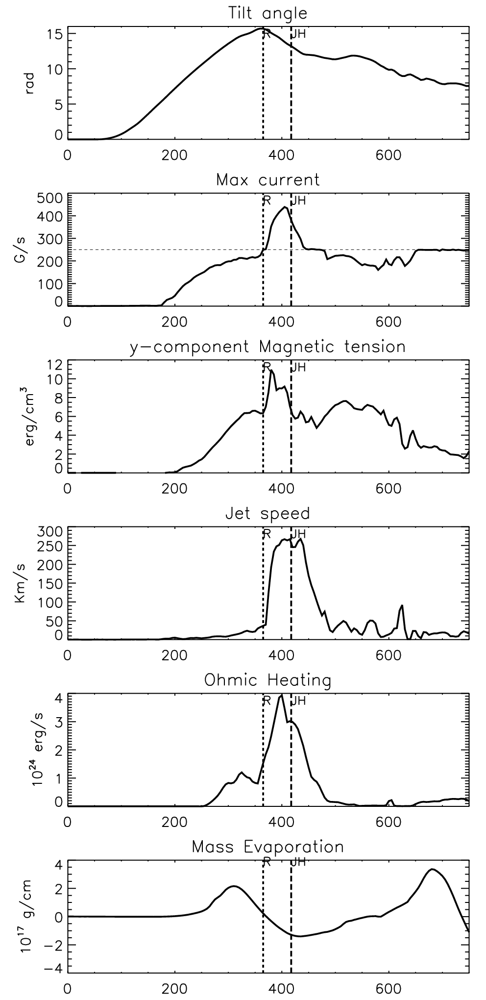 Tilt angle
15
R
JH
10
rad
5
0
0 200 400 600
Max current
500
R
JH
400
300
G/s
200
100
0
0 200 400 600
y-component Magnetic tension
12
R
JH
10
8
erg/cm³
6
4
2
0
0 200 400 600
Jet speed
300
R
JH
250
200
Km/s
150
100
50
0
0 200 400 600
Ohmic Heating
4
R
JH
3
10²⁴ erg/s
2
1
0
0 200 400 600
Mass Evaporation
4
R
JH
2
10¹⁷ g/cm
0
-2
-4
0 200 400 600